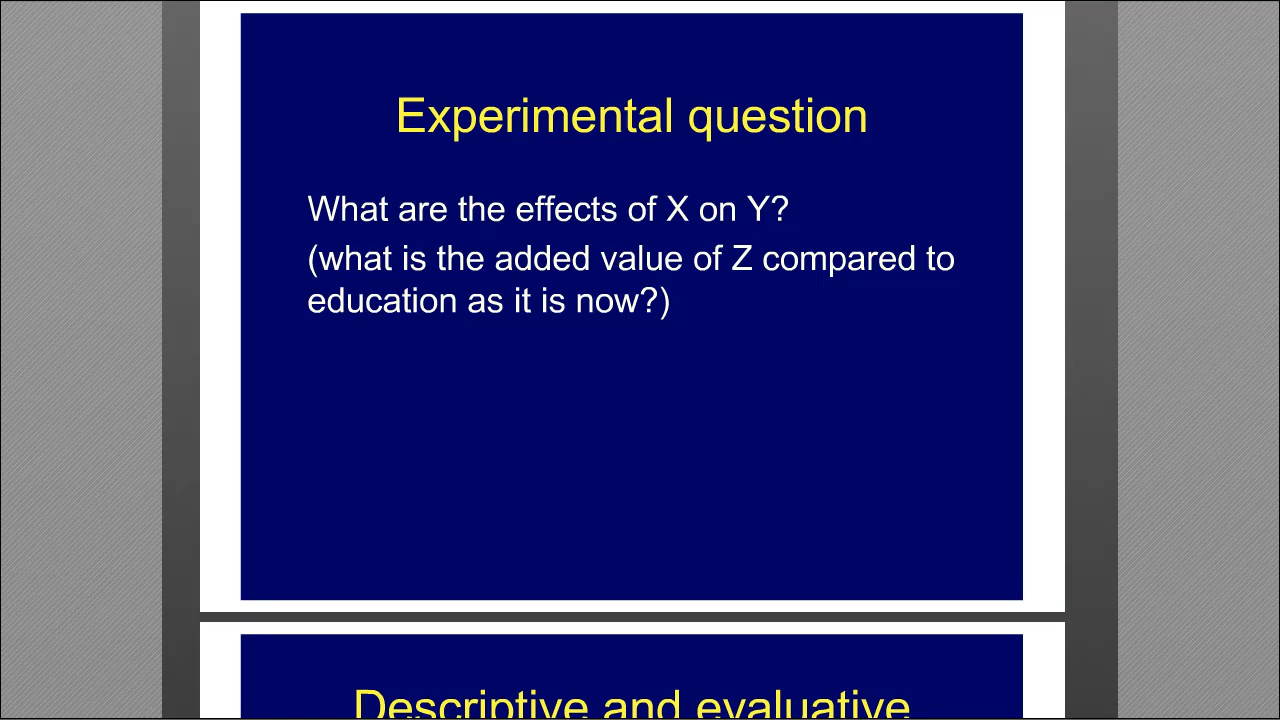 Experimental question
What are the effects of X on Y?
(what is the added value of Z compared to
education as it is now?)
Descriptive and evaluative